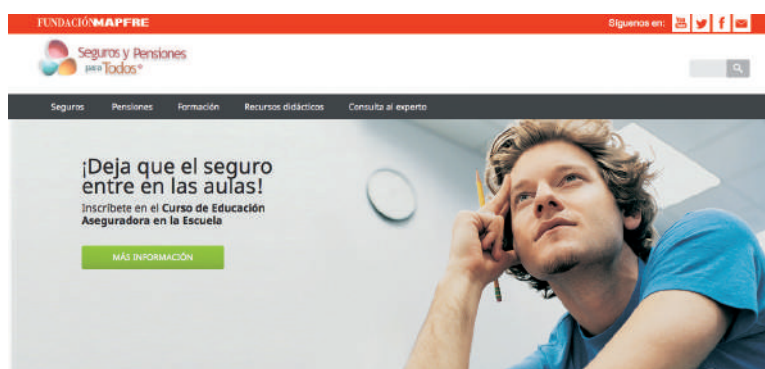 FUNDACIÓNMAPFRE
Síguenos en:
Seguros y Pensiones
para Todos®
Seguros Pensiones Formación Recursos didácticos Consulta al experto
¡Deja que el seguro
entre en las aulas!
Inscríbete en el Curso de Educación
Aseguradora en la Escuela
MÁS INFORMACIÓN